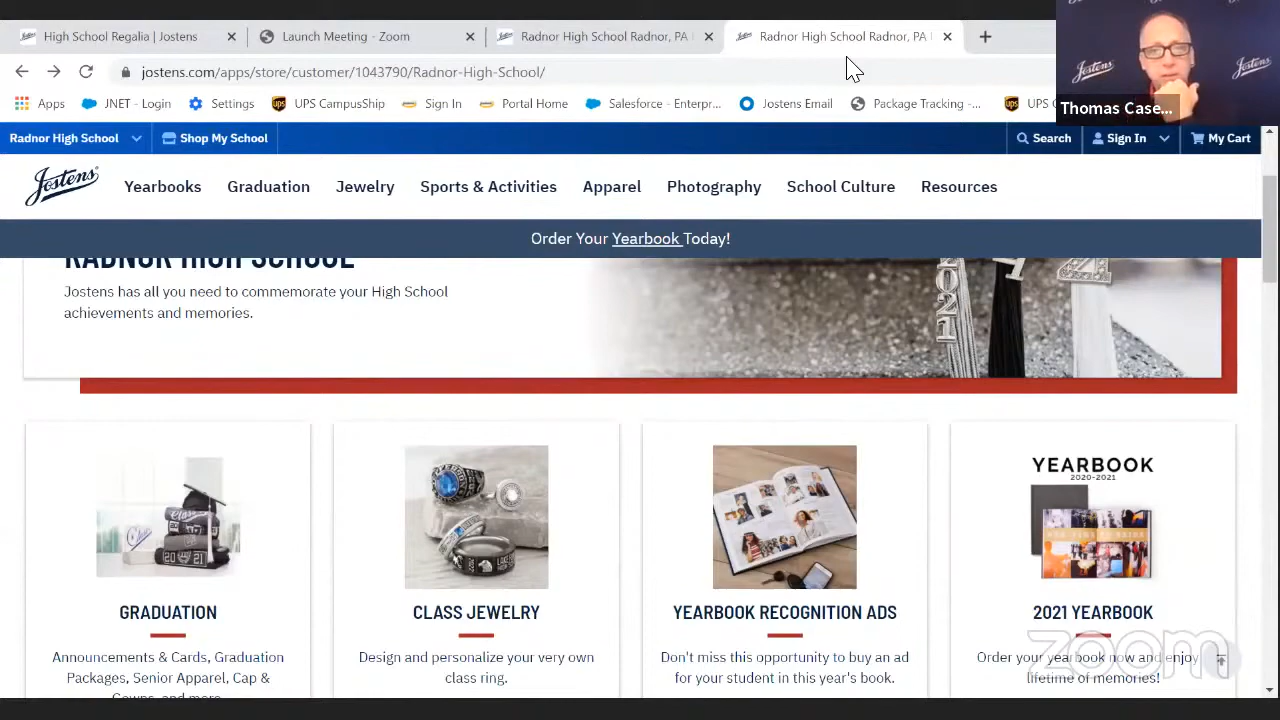 High School Regalia | Jostens
Launch Meeting - Zoom
Radnor High School Radnor, PA
Radnor High School Radnor, PA
jostens.com/apps/store/customer/1043790/Radnor-High-School/
Apps
JNET - Login
Settings
UPS CampusShip
Sign In
Portal Home
Salesforce - Enterpr...
Jostens Email
Package Tracking -...
UPS
Jostens
Jostens
Thomas Case...
Radnor High School
Shop My School
Search
Sign In
My Cart
Jostens
Yearbooks
Graduation
Jewelry
Sports & Activities
Apparel
Photography
School Culture
Resources
Order Your Yearbook Today!
RADNOR HIGH SCHOOL
Jostens has all you need to commemorate your High School
achievements and memories.
2021
YEARBOOK
2020-2021
20 21
GRADUATION
CLASS JEWELRY
YEARBOOK RECOGNITION ADS
2021 YEARBOOK
Announcements & Cards, Graduation
Packages, Senior Apparel, Cap &
Gowns, and more
Design and personalize your very own
class ring.
Don't miss this opportunity to buy an ad
for your student in this year's book.
Order your yearbook now and enjoy
lifetime of memories!
zoom